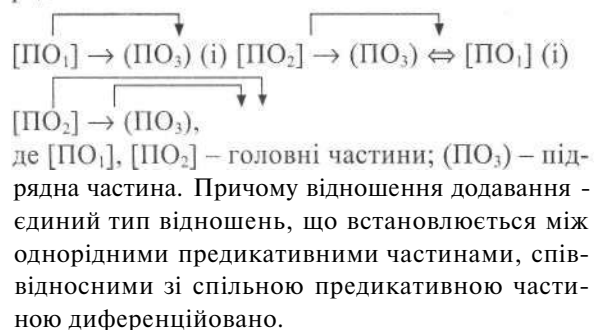 [ПО₁] → (ПО₃) (і) [ПО₂] → (ПО₃) ⇔ [ПО₁] (і)
[ПО₂] → (ПО₃),
де [ПО₁], [ПО₂] – головні частини; (ПО₃) – під-
рядна частина. Причому відношення додавання -
єдиний тип відношень, що встановлюється між
однорідними предикативними частинами, спів-
відносними зі спільною предикативною части-
ною диференційовано.